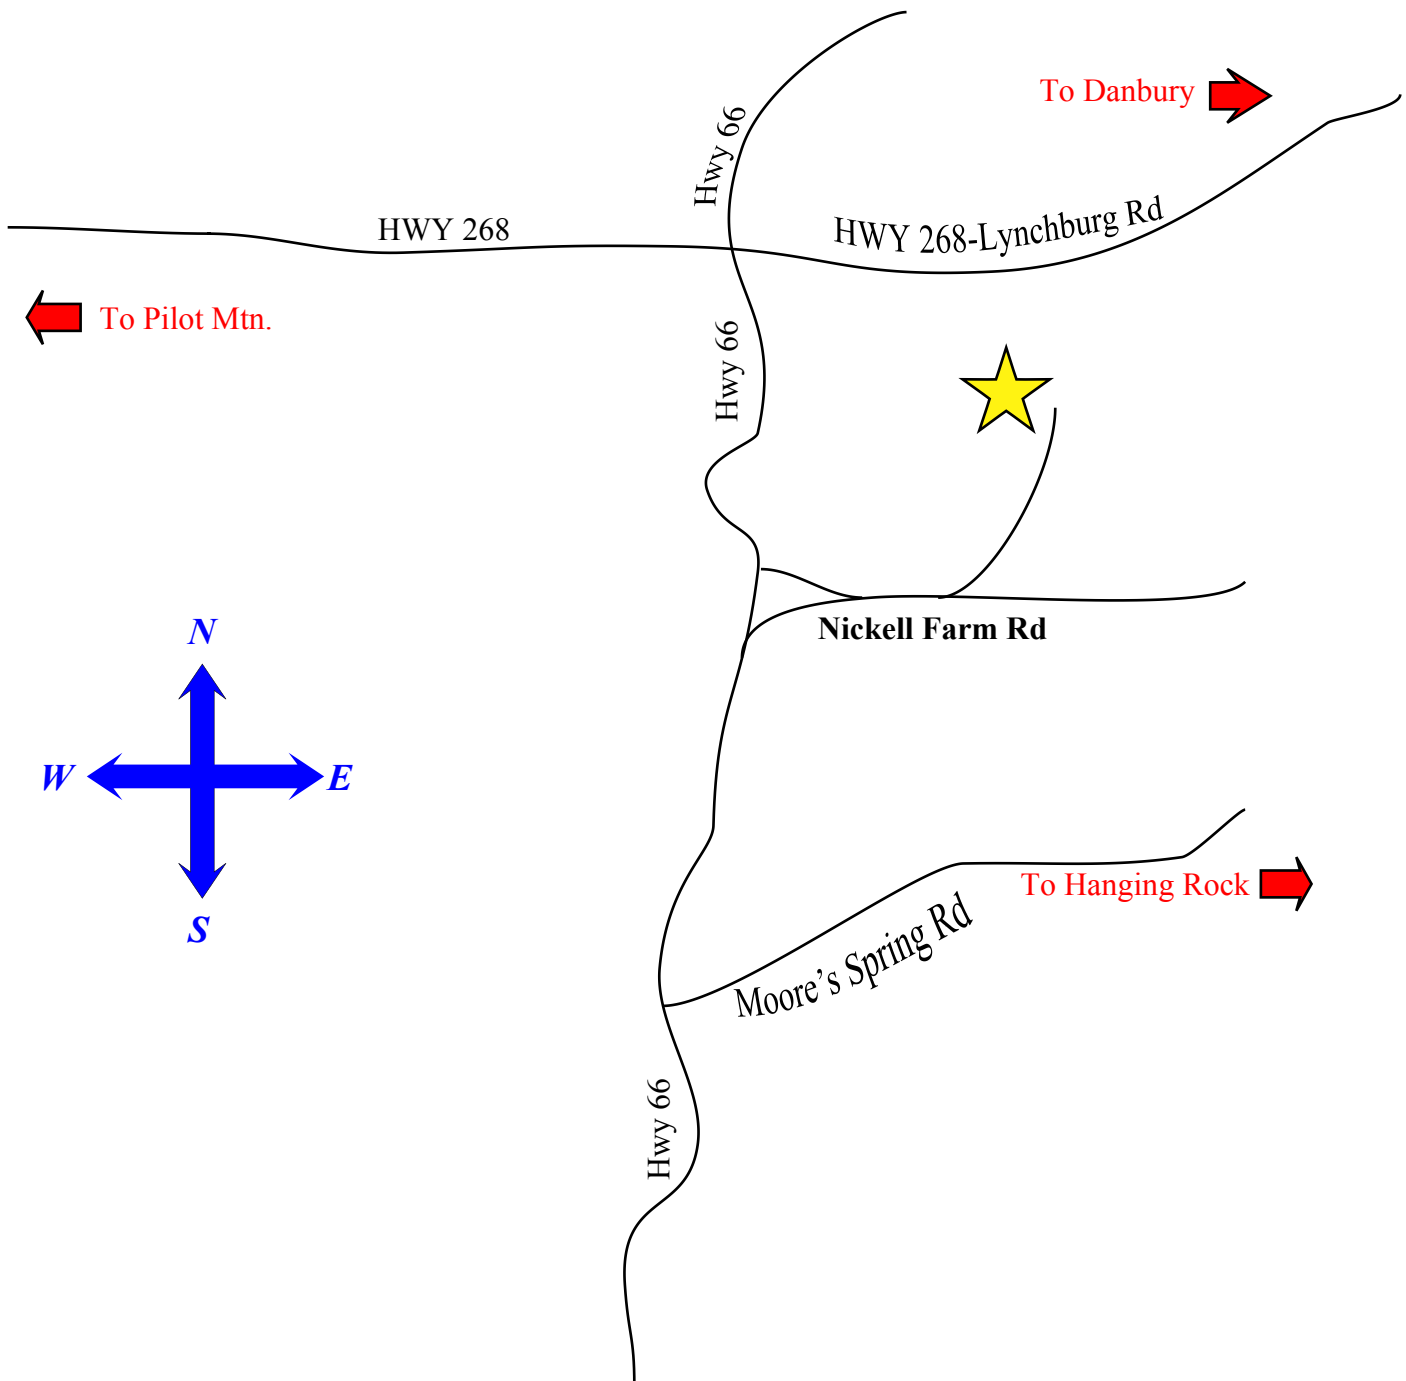 To Danbury
Hwy 66
HWY 268-Lynchburg Rd
HWY 268
To Pilot Mtn.
Hwy 66
Nickell Farm Rd
N
W
E
S
To Hanging Rock
Moore’s Spring Rd
Hwy 66